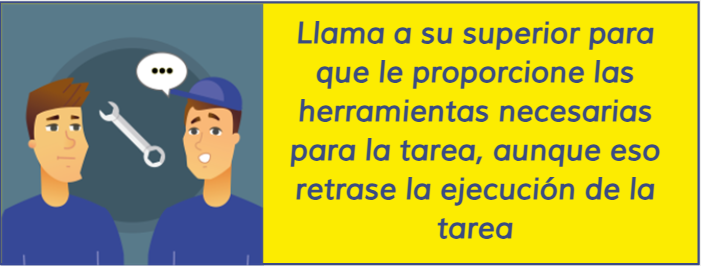 Llama a su superior para
que le proporcione las
herramientas necesarias
para la tarea, aunque eso
retrase la ejecución de la
tarea